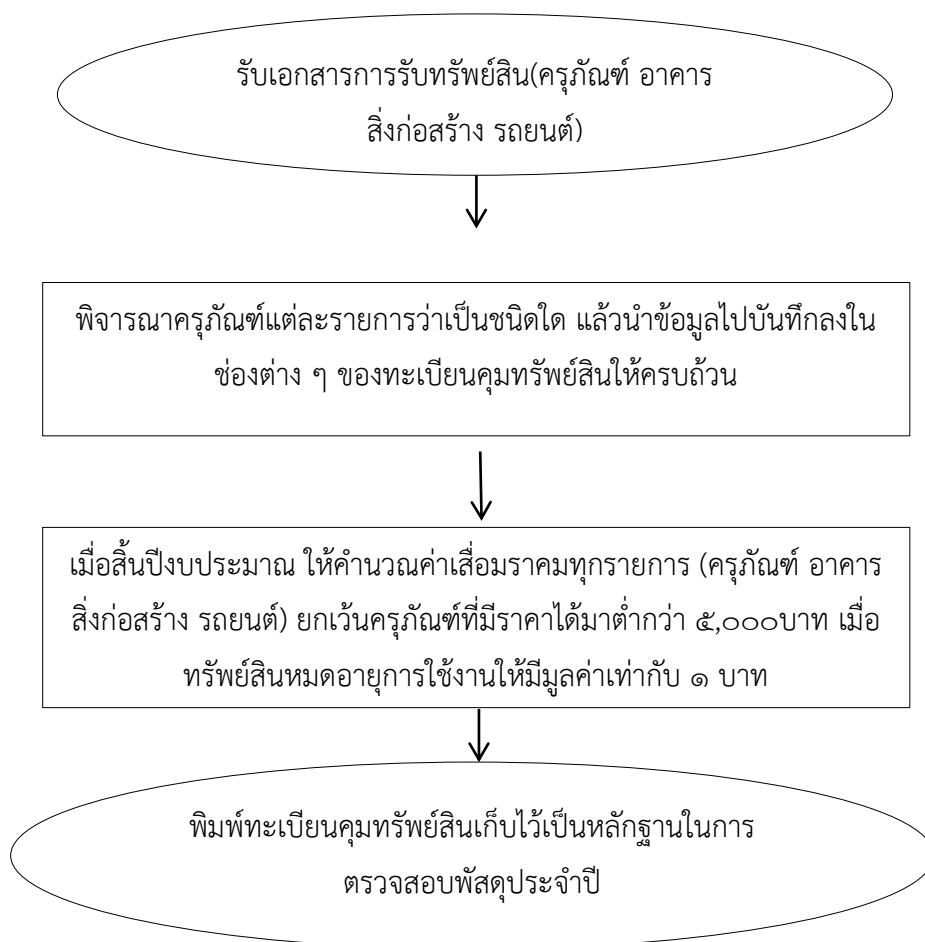 รับเอกสารการรับทรัพย์สิน(ครุภัณฑ์ อาคาร
สิ่งก่อสร้าง รถยนต์)
พิจารณาครุภัณฑ์แต่ละรายการว่าเป็นชนิดใด แล้วนำข้อมูลไปบันทึกลงใน
ช่องต่าง ๆ ของทะเบียนคุมทรัพย์สินให้ครบถ้วน
เมื่อสิ้นปีงบประมาณ ให้คำนวณค่าเสื่อมราคมทุกรายการ (ครุภัณฑ์ อาคาร
สิ่งก่อสร้าง รถยนต์) ยกเว้นครุภัณฑ์ที่มีราคาได้มาต่ำกว่า ๕,๐๐๐บาท เมื่อ
ทรัพย์สินหมดอายุการใช้งานให้มีมูลค่าเท่ากับ ๑ บาท
พิมพ์ทะเบียนคุมทรัพย์สินเก็บไว้เป็นหลักฐานในการ
ตรวจสอบพัสดุประจำปี